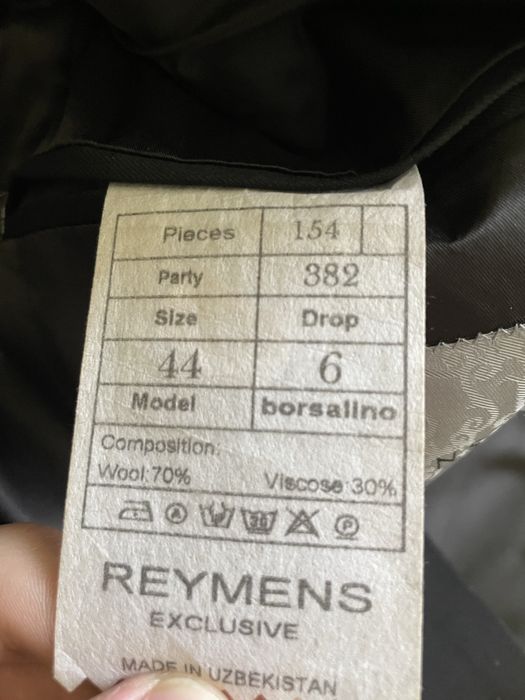 Pieces 154
Party 382
Size Drop
44 6
Model borsalino
Composition:
Wool:70% Viscose:30%
A 30 P
REYMENS
EXCLUSIVE
MADE IN UZBEKISTAN